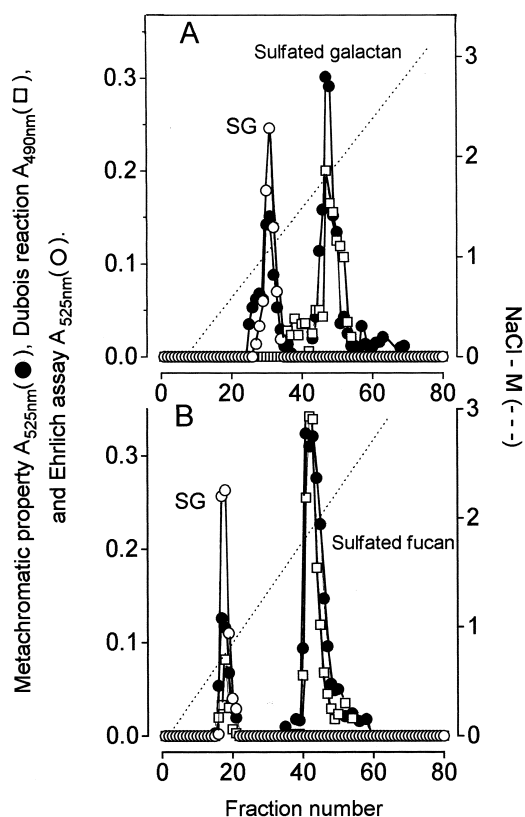 Metachromatic property A525nm(●), Dubois reaction A490nm(□),
and Ehrlich assay A525nm(○).
A
Sulfated galactan
SG
0.3
0.2
0.1
0.0
3
2
1
0
0 20 40 60 80
B
SG
Sulfated fucan
0.3
0.2
0.1
0.0
3
2
1
0
0 20 40 60 80
Fraction number
NaCl - M (- - -)